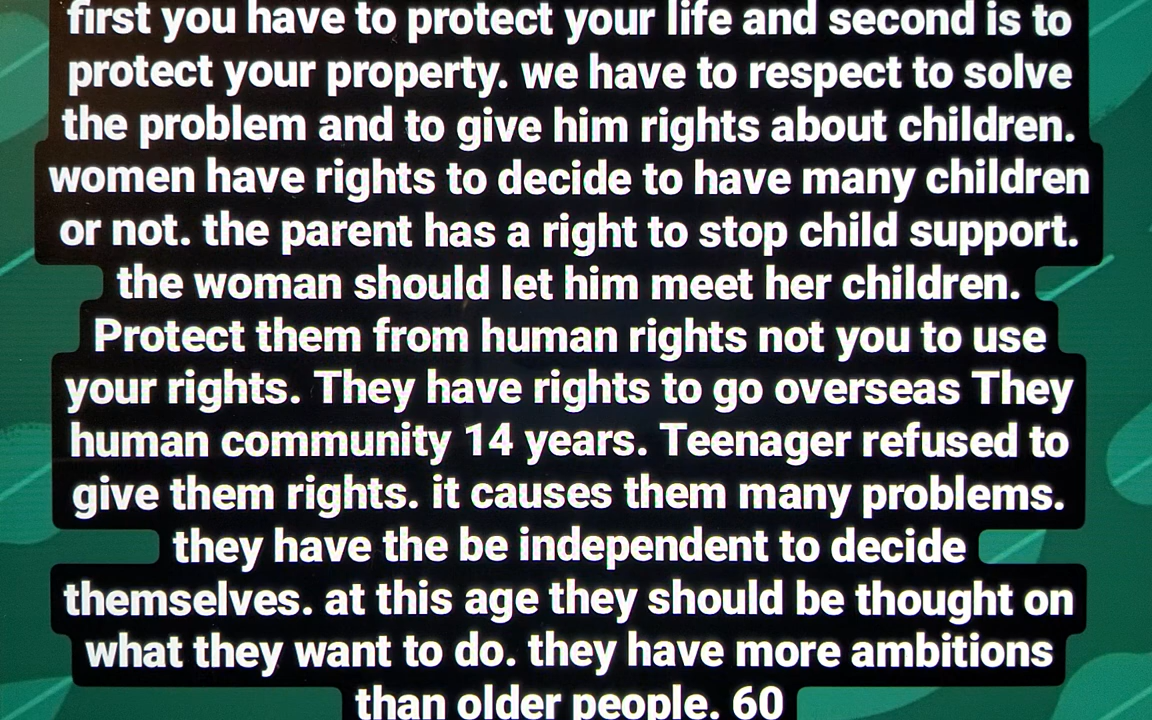 first you have to protect your life and second is to
protect your property. we have to respect to solve
the problem and to give him rights about children.
women have rights to decide to have many children
or not. the parent has a right to stop child support.
the woman should let him meet her children.
Protect them from human rights not you to use
your rights. They have rights to go overseas They
human community 14 years. Teenager refused to
give them rights. it causes them many problems.
they have the be independent to decide
themselves. at this age they should be thought on
what they want to do. they have more ambitions
than older people. 60